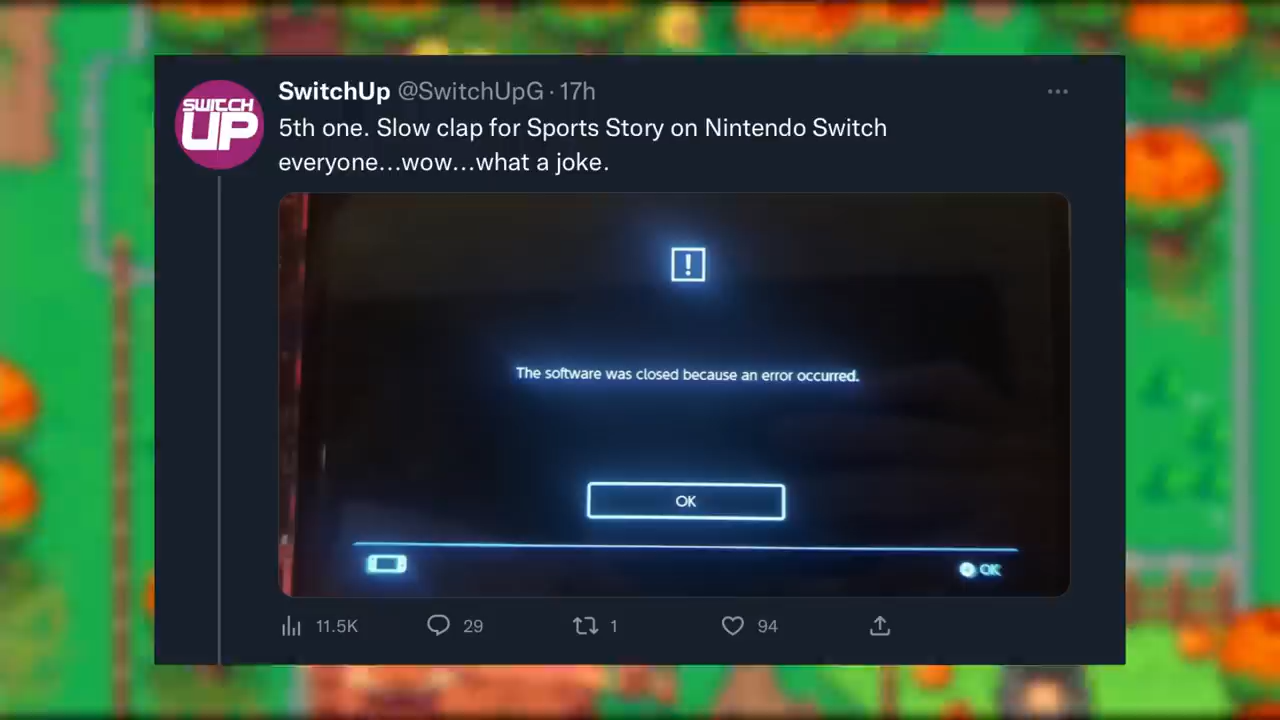 SWITCH
UP
SwitchUp @SwitchUpG · 17h
5th one. Slow clap for Sports Story on Nintendo Switch
everyone...wow...what a joke.
!
The software was closed because an error occurred.
OK
OK
11.5K 29 1 94